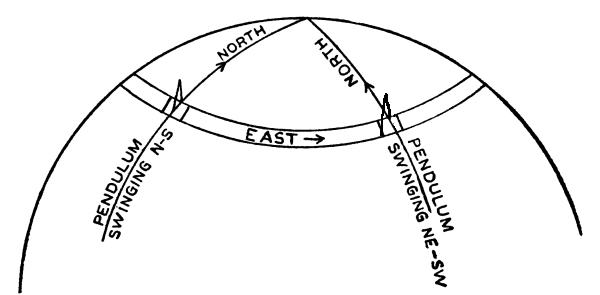 NORTH
NORTH
EAST →
PENDULUM
SWINGING N-S
PENDULUM
SWINGING NE-SW